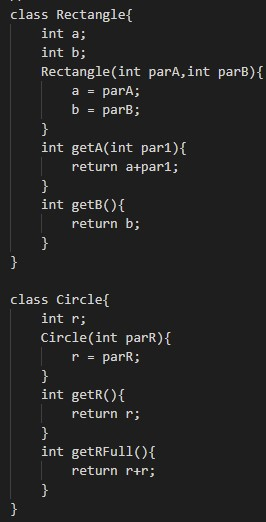 class Rectangle{
    int a;
    int b;
    Rectangle(int parA,int parB){
        a = parA;
        b = parB;
    }
    int getA(int par1){
        return a+par1;
    }
    int getB(){
        return b;
    }
}

class Circle{
    int r;
    Circle(int parR){
        r = parR;
    }
    int getR(){
        return r;
    }
    int getRFull(){
        return r+r;
    }
}